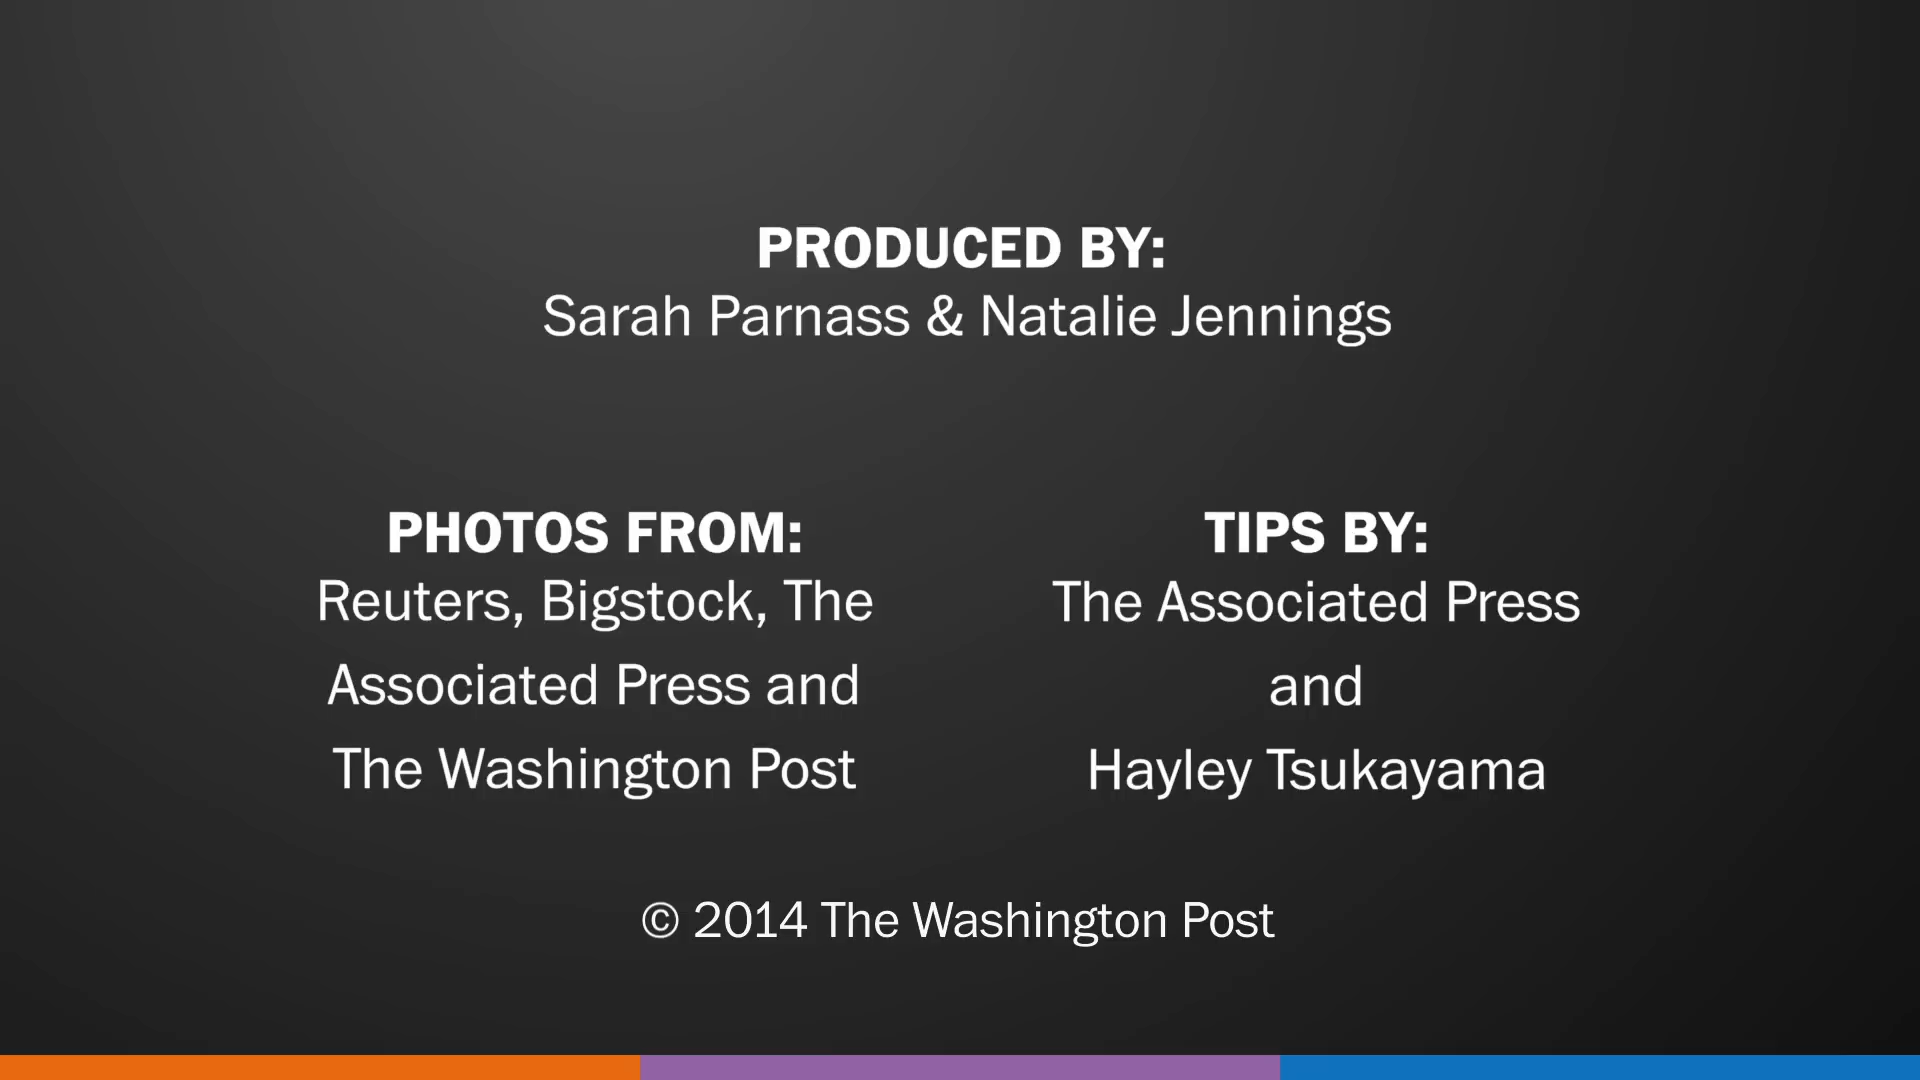 PRODUCED BY:
Sarah Parnass & Natalie Jennings
PHOTOS FROM:
Reuters, Bigstock, The
Associated Press and
The Washington Post
TIPS BY:
The Associated Press
and
Hayley Tsukayama
© 2014 The Washington Post